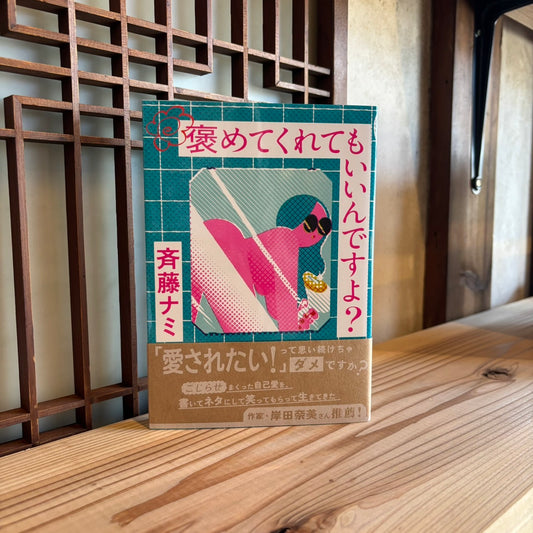 褒めてくれてもいいんですよ?
斉藤ナミ
「愛されたい!」って思い続けちゃダメですか?
こじらせまくった自己愛を、
書いてネタにして笑ってもらって生きてきた
作家・岸田奈美さん推薦!